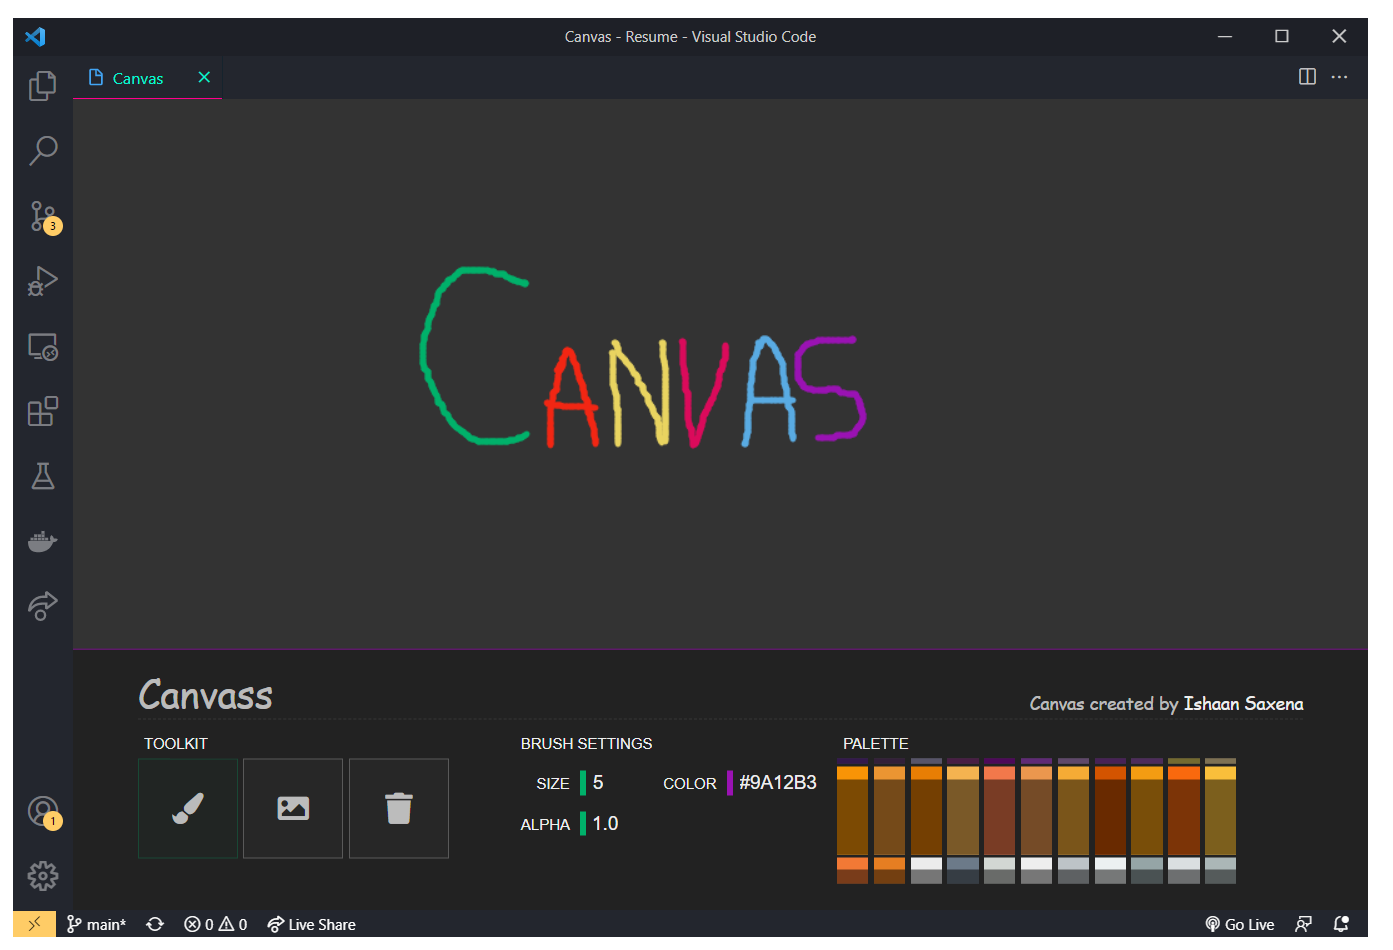 Canvas - Resume - Visual Studio Code
Canvas
3
CANVAS
Canvass
Canvas created by Ishaan Saxena
TOOLKIT
BRUSH SETTINGS
PALETTE
SIZE 5
COLOR #9A12B3
ALPHA 1.0
1
main* 0 0 Live Share
Go Live